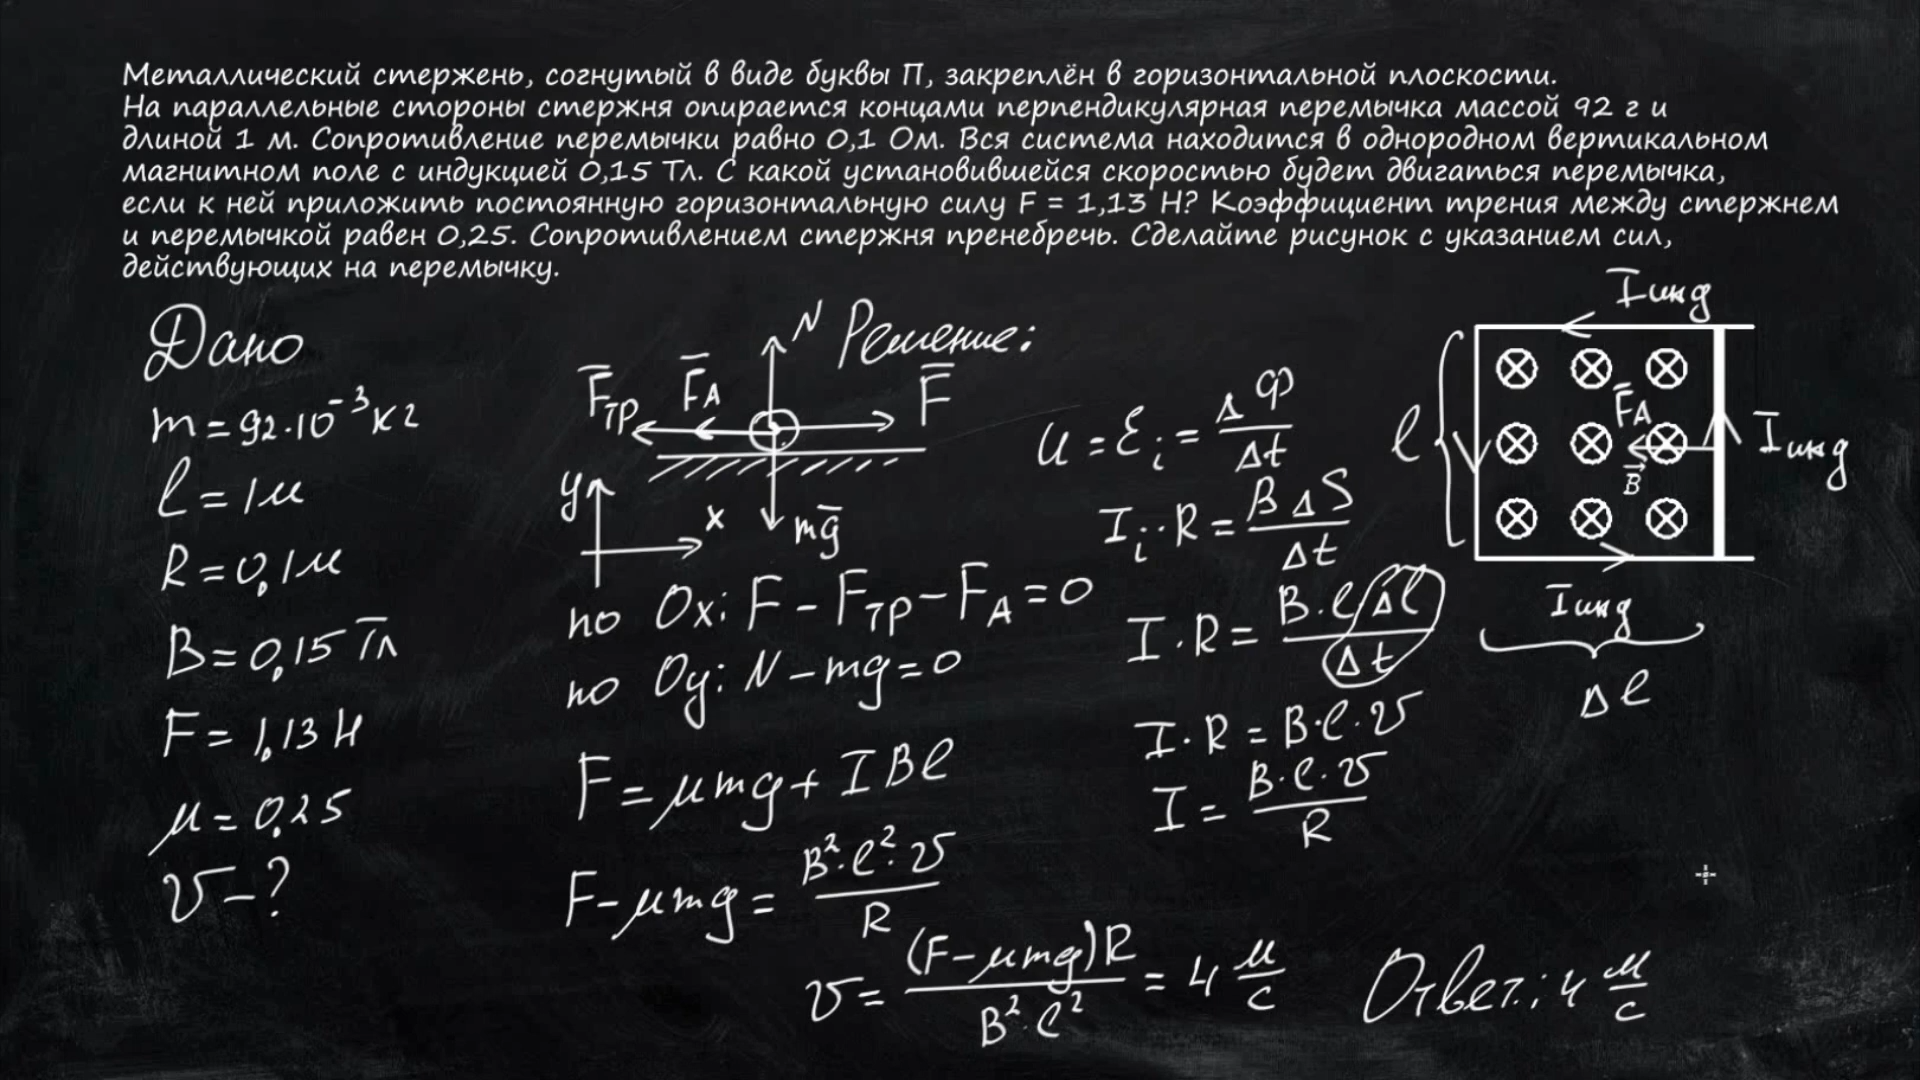 Металлический стержень, согнутый в виде буквы П, закреплён в горизонтальной плоскости.
На параллельные стороны стержня опирается концами перпендикулярная перемычка массой 92 г и
длиной 1 м. Сопротивление перемычки равно 0,1 Ом. Вся система находится в однородном вертикальном
магнитном поле с индукцией 0,15 Тл. С какой установившейся скоростью будет двигаться перемычка,
если к ней приложить постоянную горизонтальную силу F = 1,13 Н? Коэффициент трения между стержнем
и перемычкой равен 0,25. Сопротивлением стержня пренебречь. Сделайте рисунок с указанием сил,
действующих на перемычку.
Дано
m = 92·10⁻³ кг
l = 1 м
R = 0,1 м
B = 0,15 Тл
F = 1,13 Н
μ = 0,25
v - ?
Решение:
N
F̅тр F̅A F̅
y
x
mg̅
по Ox: F - Fтр - FA = 0
по Oy: N - mg = 0
F = μmg + IBl
F - μmg = B²·l²·v / R
v = (F - μmg)R / B²·l² = 4 м/с
U = ℰi = ΔΦ / Δt
Ii·R = BΔS / Δt
I·R = B·lΔl / Δt
I·R = B·l·v
I = B·l·v / R
Iинд
l
F̅A
B⃗
Iинд
Iинд
Δl
Ответ: 4 м/с